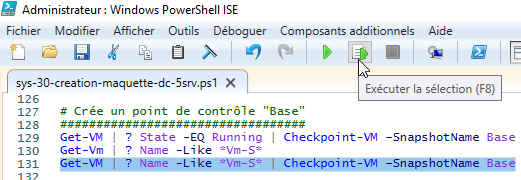 Administrateur : Windows PowerShell ISE
Fichier Modifier Afficher Outils Déboguer Composants additionnels Aide
sys-30-creation-maquette-dc-5srv.ps1 X
Exécuter la sélection (F8)
126
127 # Crée un point de contrôle "Base"
128 ##################################
129 Get-VM | ? State -EQ Running | Checkpoint-VM -SnapshotName Base
130 Get-Vm | ? Name -Like *Vm-S*
131 Get-VM | ? Name -Like *Vm-S* | Checkpoint-VM -SnapshotName Base
132